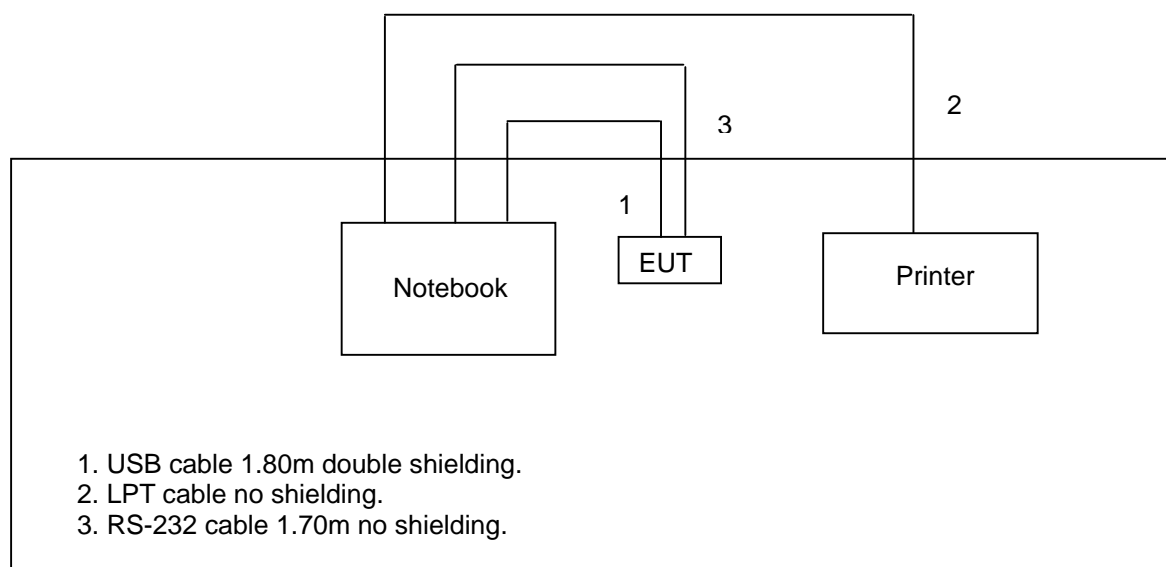 2
3
1
EUT
Notebook
Printer
1. USB cable 1.80m double shielding.
2. LPT cable no shielding.
3. RS-232 cable 1.70m no shielding.